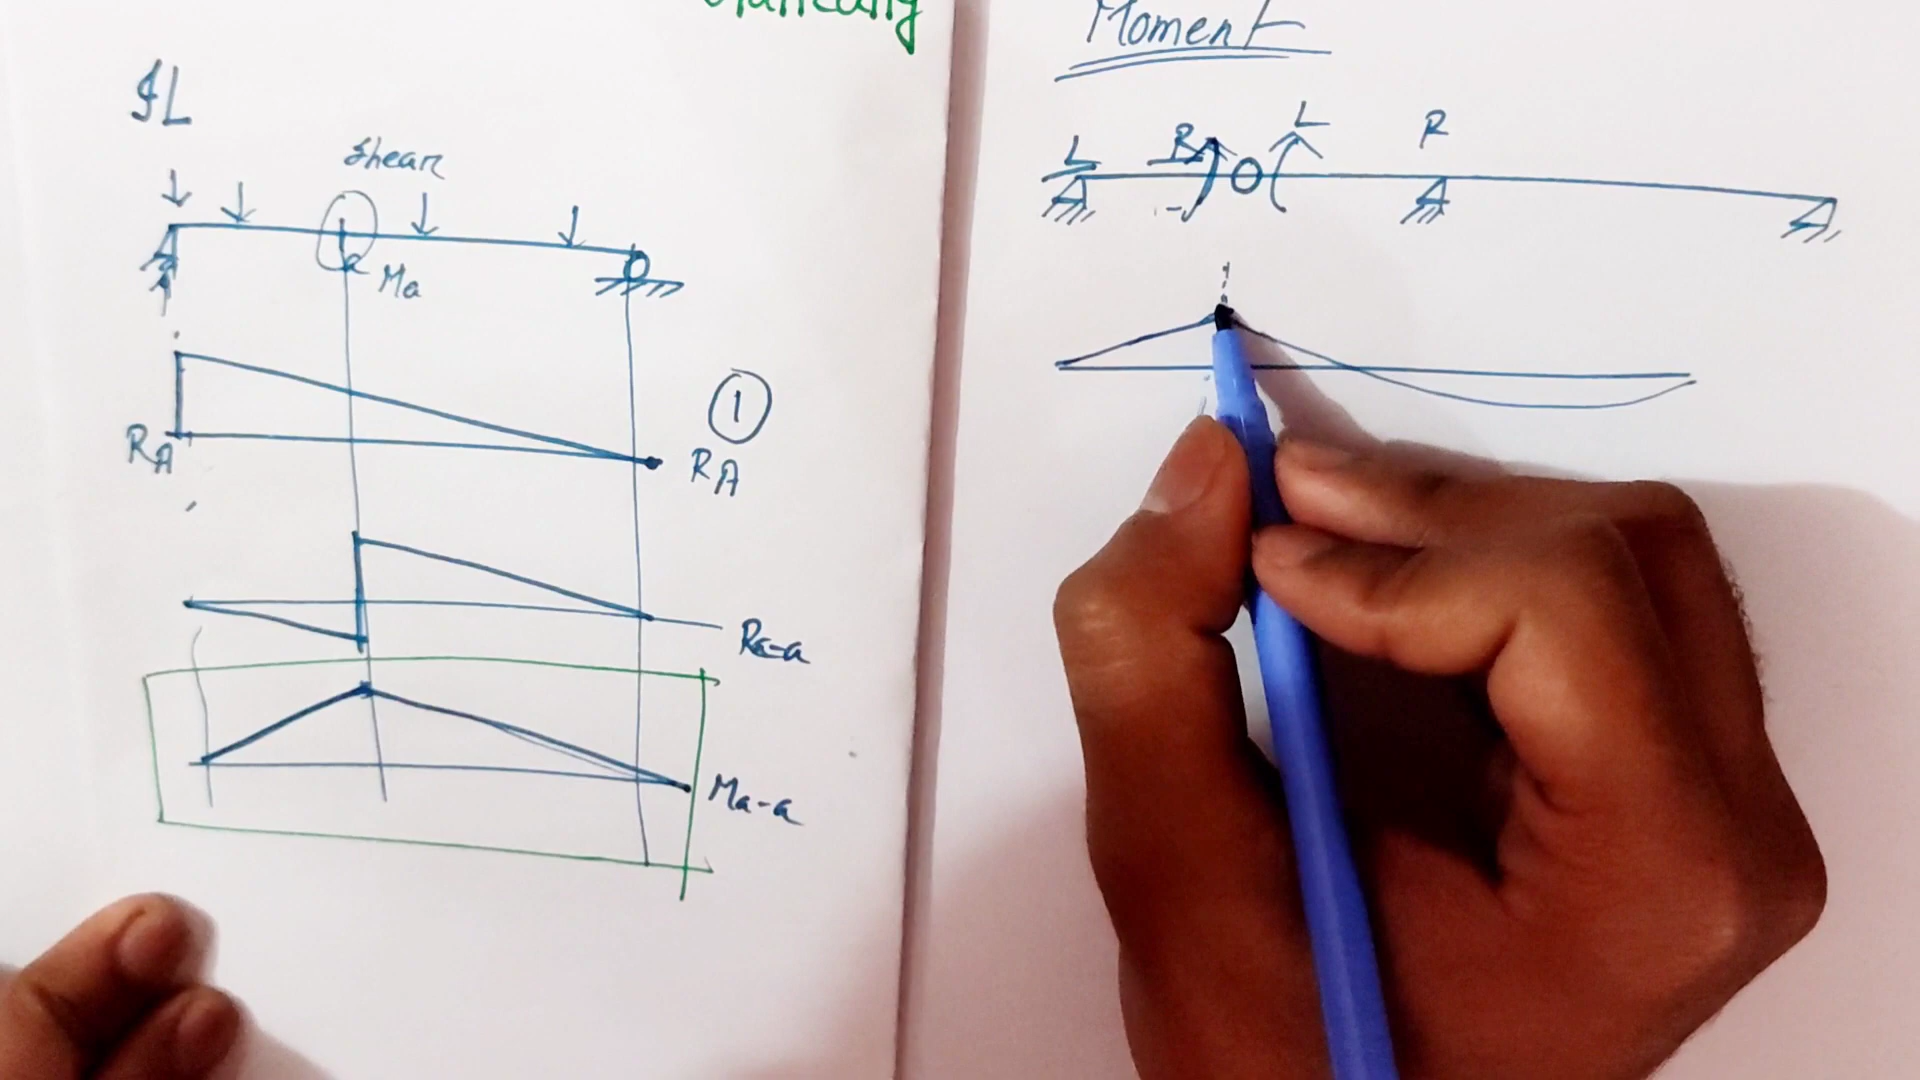 IL
Shear
Ma
RA
RA
1
Ra-a
Ma-a
Moment
L R L R